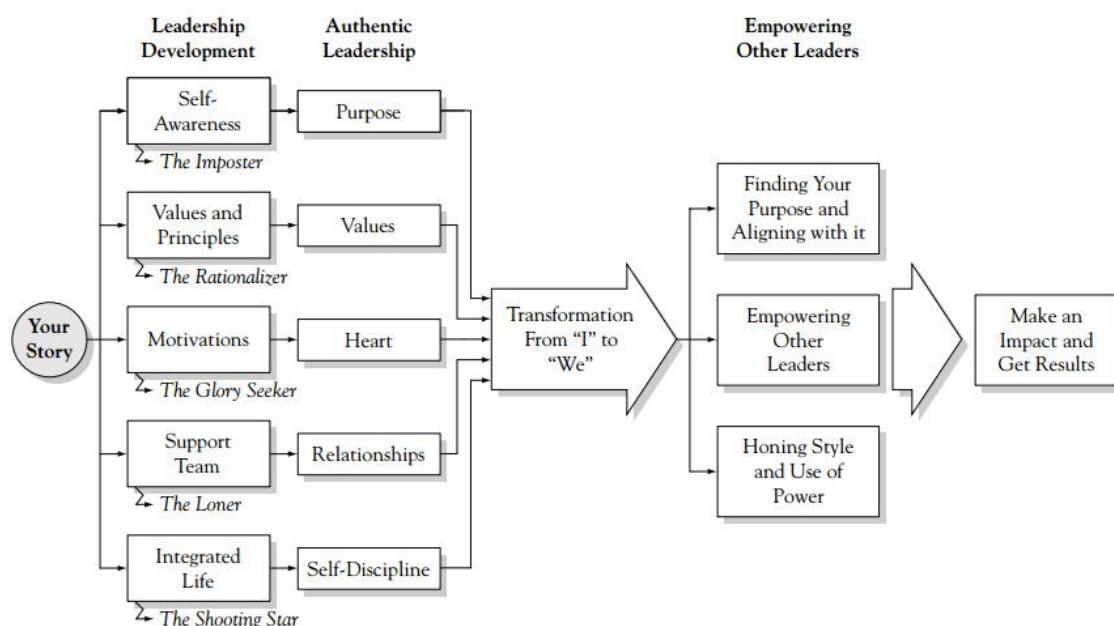 Leadership
Development
Authentic
Leadership
Empowering
Other Leaders
Self-
Awareness
The Imposter
Purpose
Values and
Principles
The Rationalizer
Values
Your
Story
Motivations
The Glory Seeker
Heart
Support
Team
The Loner
Relationships
Integrated
Life
The Shooting Star
Self-Discipline
Transformation
From “I” to
“We”
Finding Your
Purpose and
Aligning with it
Empowering
Other
Leaders
Honing Style
and Use of
Power
Make an
Impact and
Get Results